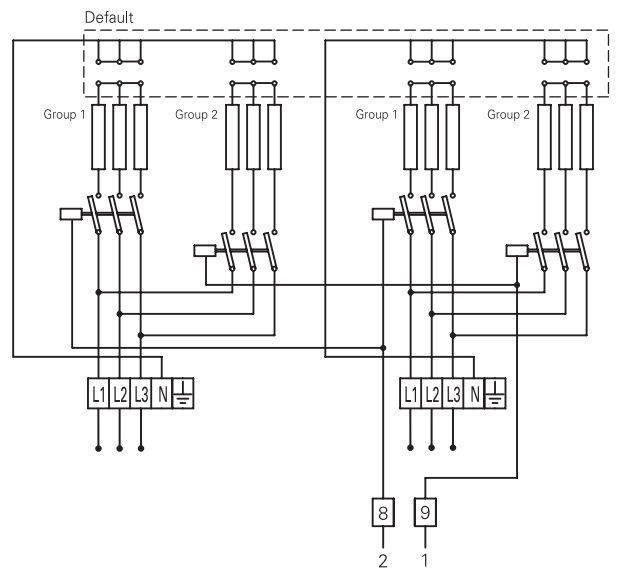 Default
Group 1 Group 2 Group 1 Group 2
L1 L2 L3 N L1 L2 L3 N
8 9
2 1